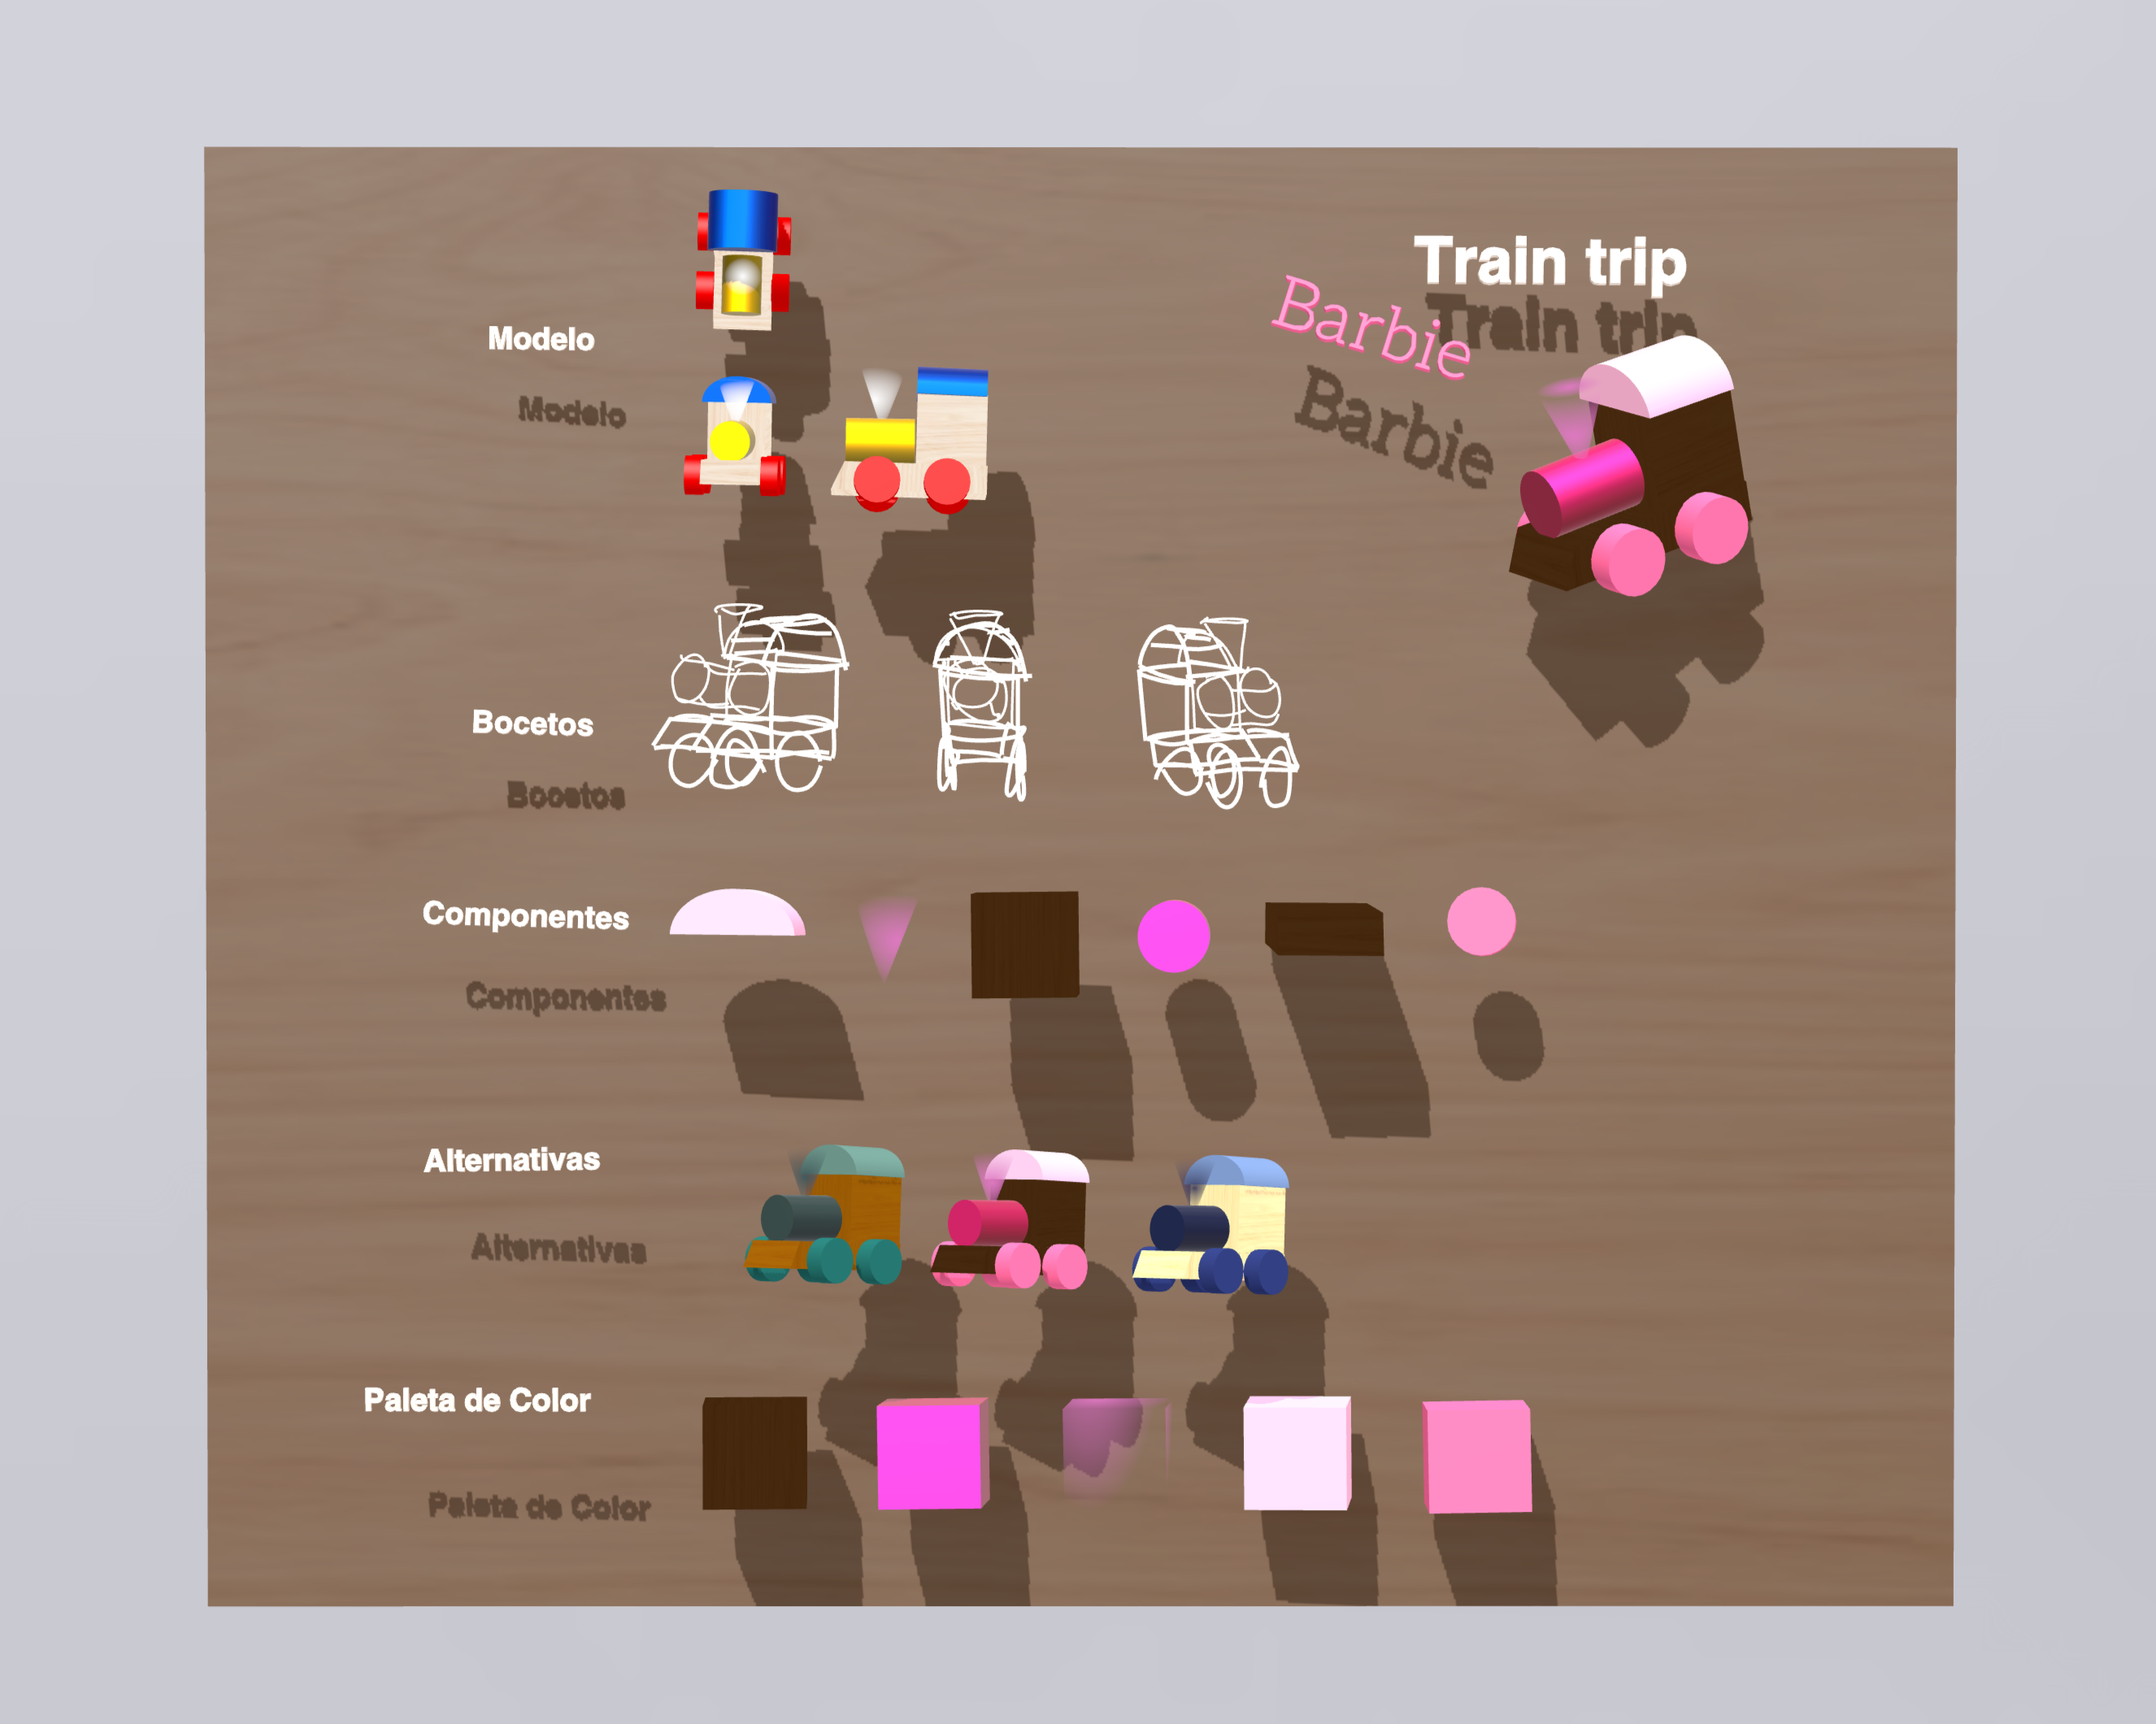 Train trip
Barbie
Modelo
Bocetos
Componentes
Alternativas
Paleta de Color